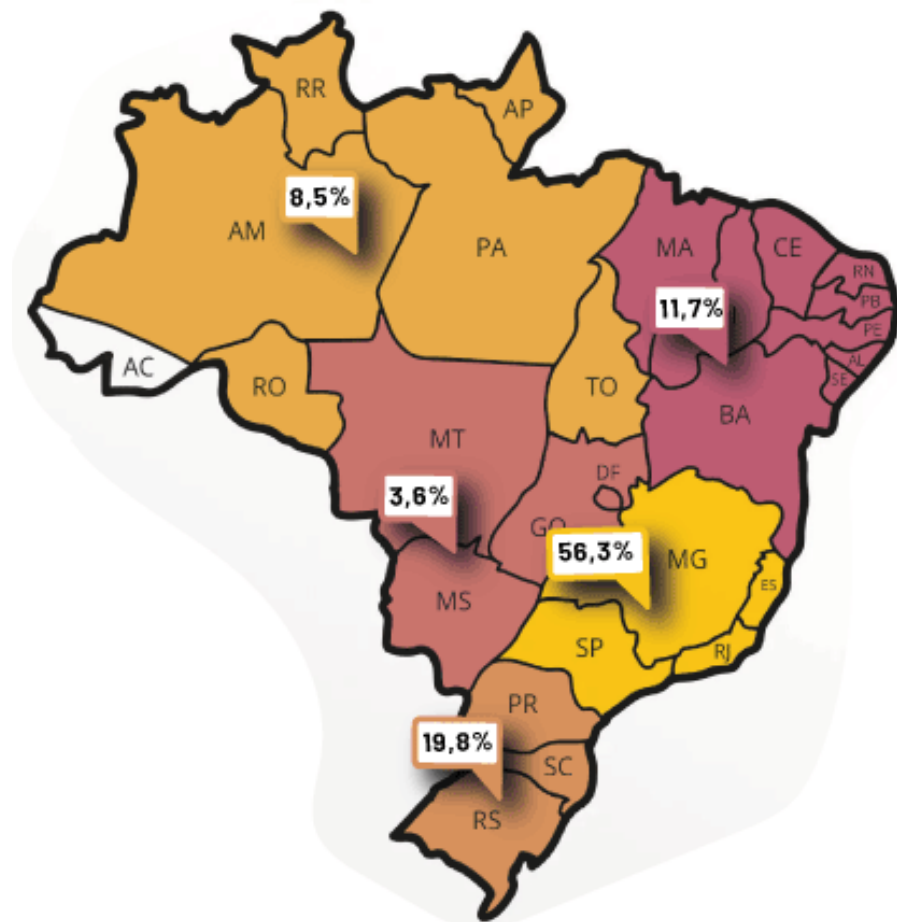 RR
AP
8,5%
AM
PA
MA
CE
RN
PB
11,7%
PE
AL
SE
AC
RO
TO
BA
MT
DF
3,6%
GO
56,3%
MG
ES
MS
SP
RJ
PR
19,8%
SC
RS